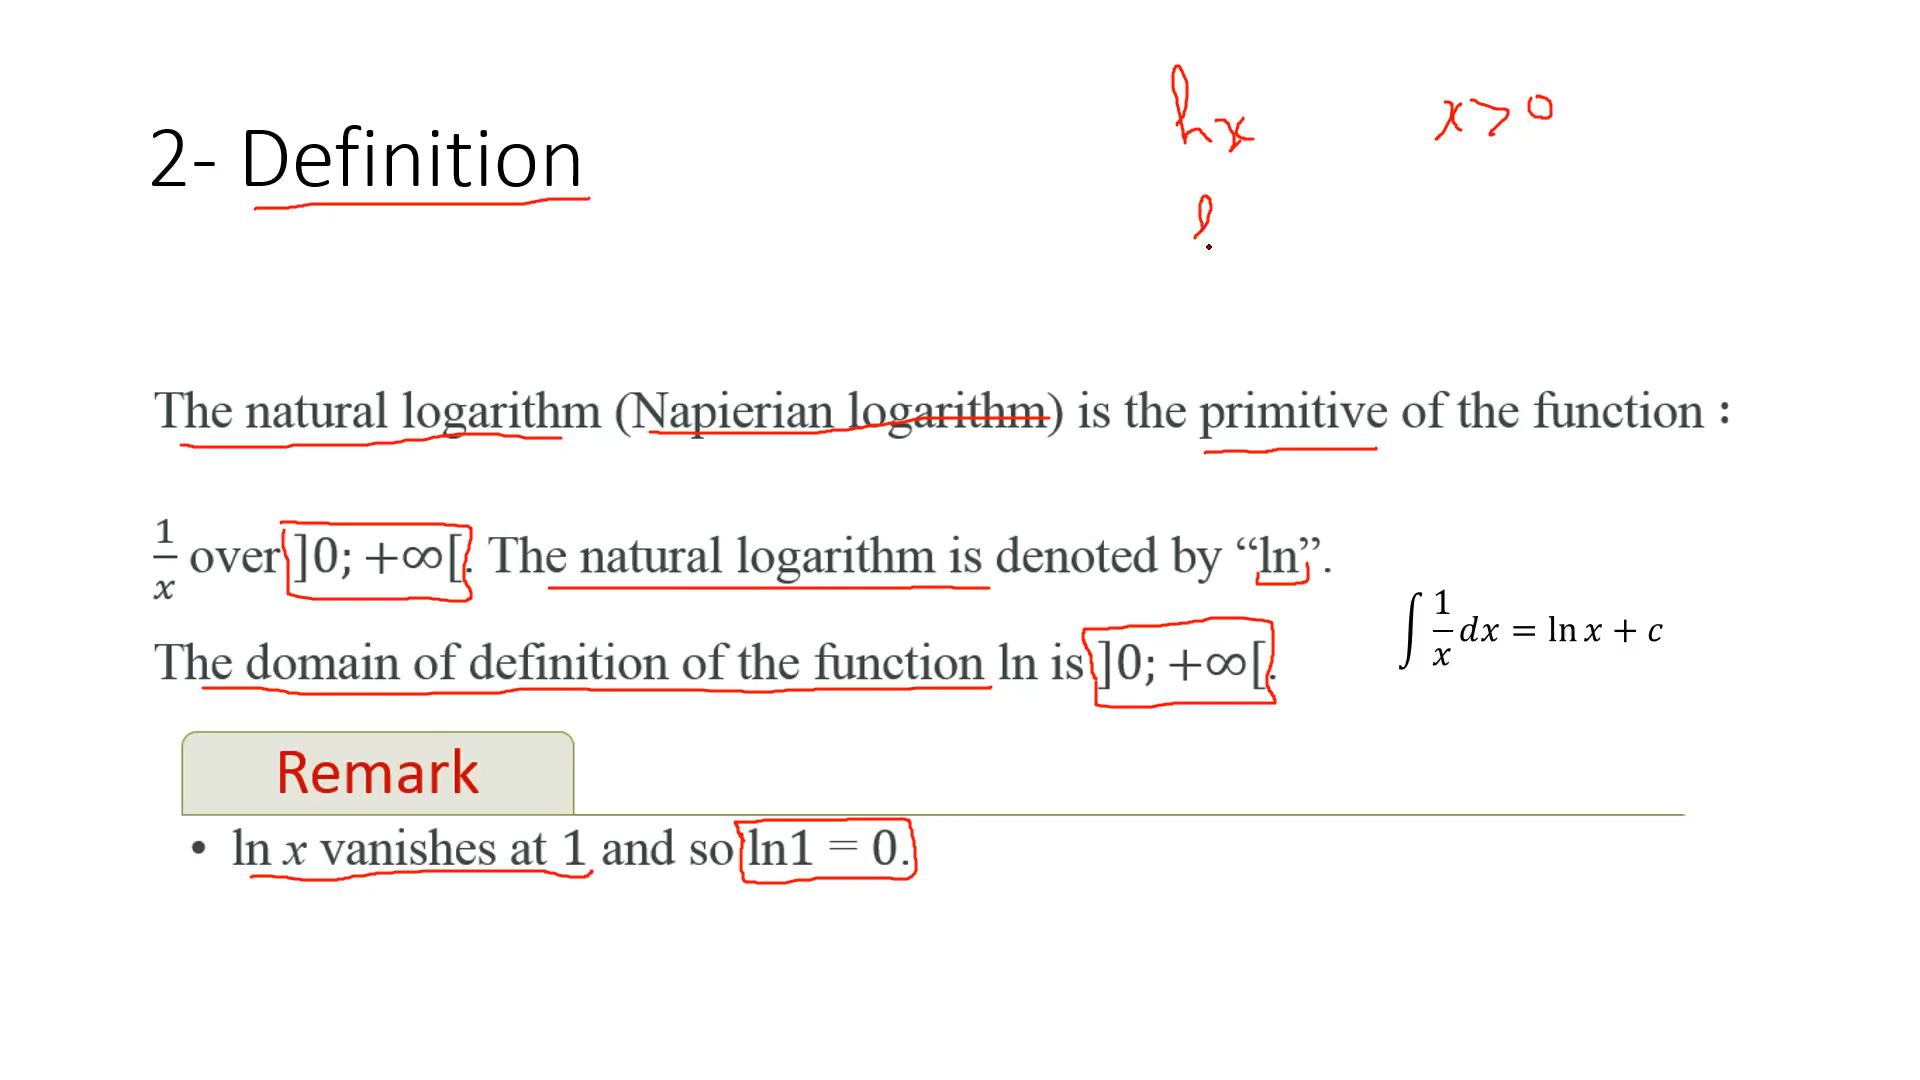 ln x x > 0
2- Definition
l
The natural logarithm (Napierian logarithm) is the primitive of the function :
1/x over ]0; +∞[. The natural logarithm is denoted by “ln”.
∫ 1/x dx = ln x + c
The domain of definition of the function ln is ]0; +∞[.
Remark
• ln x vanishes at 1 and so ln1 = 0.